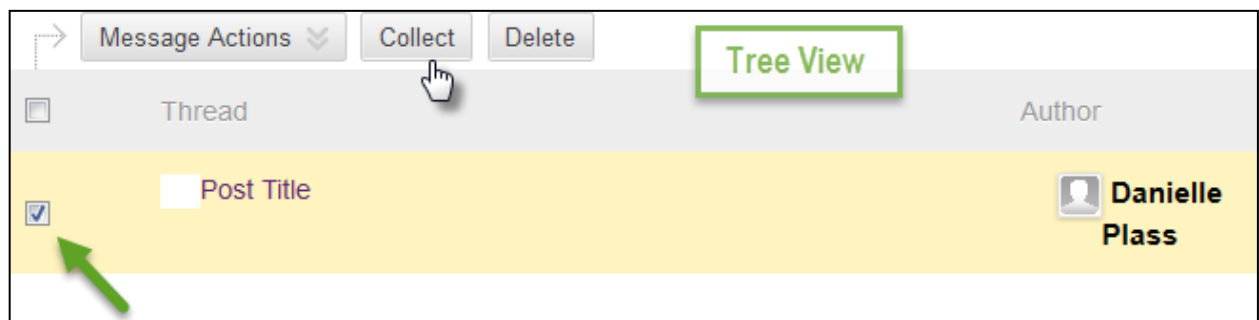 Message Actions Collect Delete
Tree View
Thread Author
Post Title Danielle
Plass